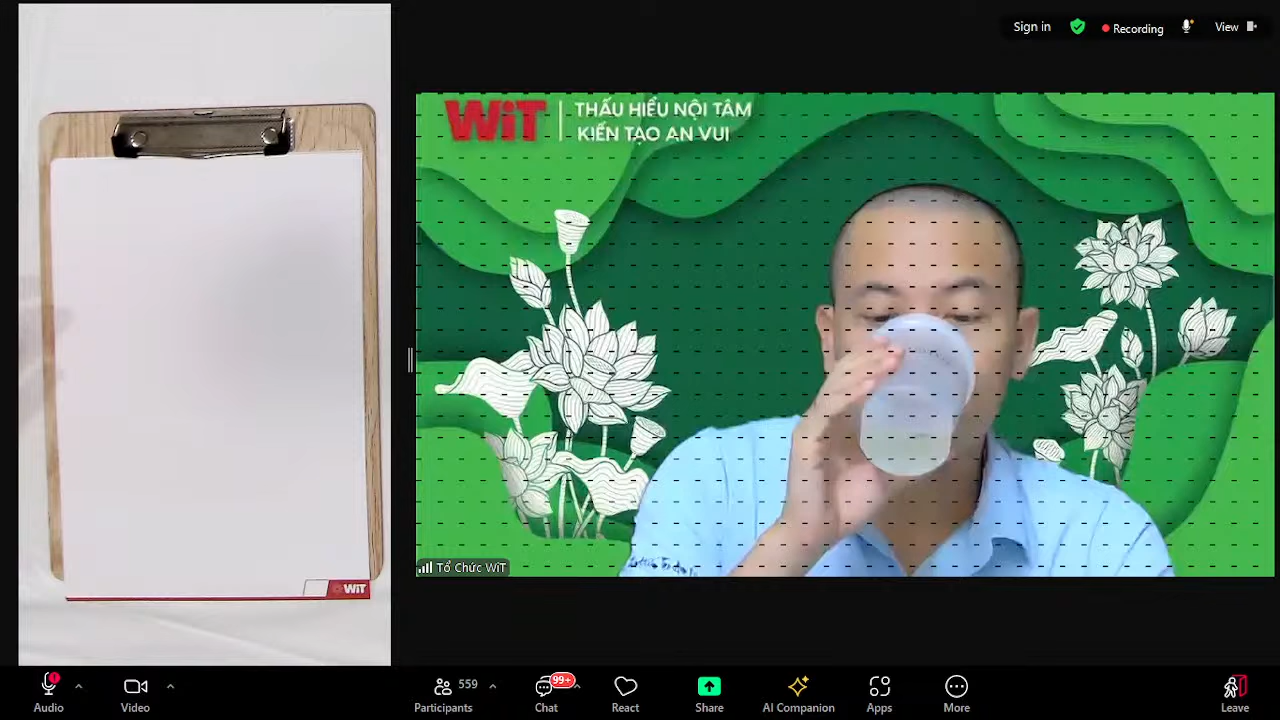 Sign in
Recording
View
WiT
THẤU HIỂU NỘI TÂM
KIẾN TẠO AN VUI
WiT
Tổ Chức WiT
559
99+
Audio
Video
Participants
Chat
React
Share
AI Companion
Apps
More
Leave